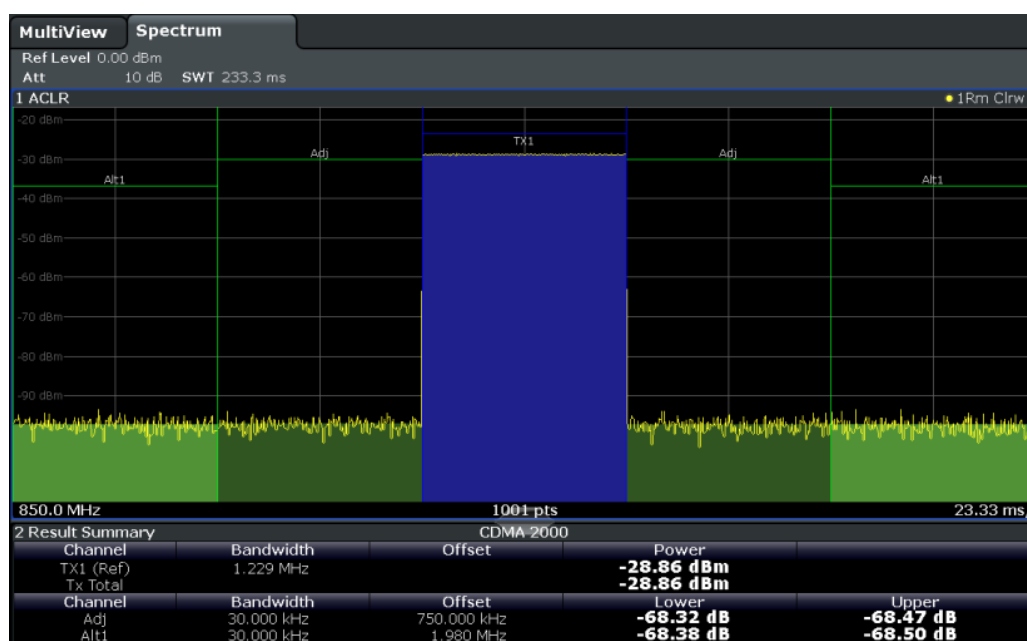 MultiView Spectrum
Ref Level 0.00 dBm
Att 10 dB SWT 233.3 ms
1 ACLR 1Rm Clrw
-20 dBm
TX1
Adj Adj
-30 dBm
Alt1 Alt1
-40 dBm
-50 dBm
-60 dBm
-70 dBm
-80 dBm
-90 dBm
850.0 MHz 1001 pts 23.33 ms
2 Result Summary CDMA 2000
Channel Bandwidth Offset Power
TX1 (Ref) 1.229 MHz -28.86 dBm
Tx Total -28.86 dBm
Channel Bandwidth Offset Lower Upper
Adj 30.000 kHz 750.000 kHz -68.32 dB -68.47 dB
Alt1 30.000 kHz 1.980 MHz -68.38 dB -68.50 dB